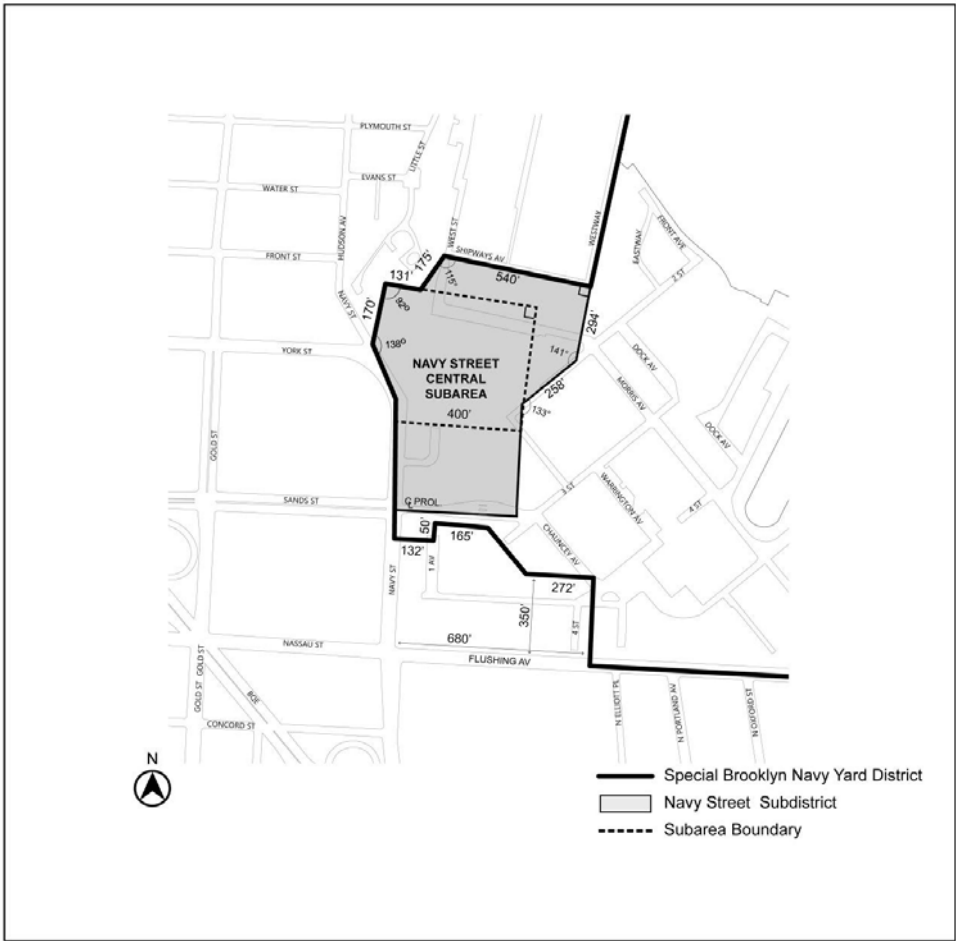 PLYMOUTH ST
LITTLE ST
EVANS ST
WATER ST
HUDSON AV
WEST ST
WESTWAY
FRONT AVE
EASTWAY
FRONT ST
SHIPWAYS AV
2 ST
131'
175'
115°
540'
NAVY ST
170'
92º
294'
138º
141°
YORK ST
NAVY STREET
CENTRAL
SUBAREA
DOCK AV
258'
MORRIS AV
400'
133°
DOCK AV
GOLD ST
3 ST
WARRINGTON AV
4 ST
SANDS ST
℄ PROL.
50'
165'
132'
CHAUNCEY AV
1 AV
NAVY ST
272'
350'
4 ST
680'
NASSAU ST
FLUSHING AV
GOLD ST
GOLD ST
BQE
CONCORD ST
N ELLIOTT PL
N PORTLAND AV
N OXFORD ST
N
Special Brooklyn Navy Yard District
Navy Street Subdistrict
Subarea Boundary